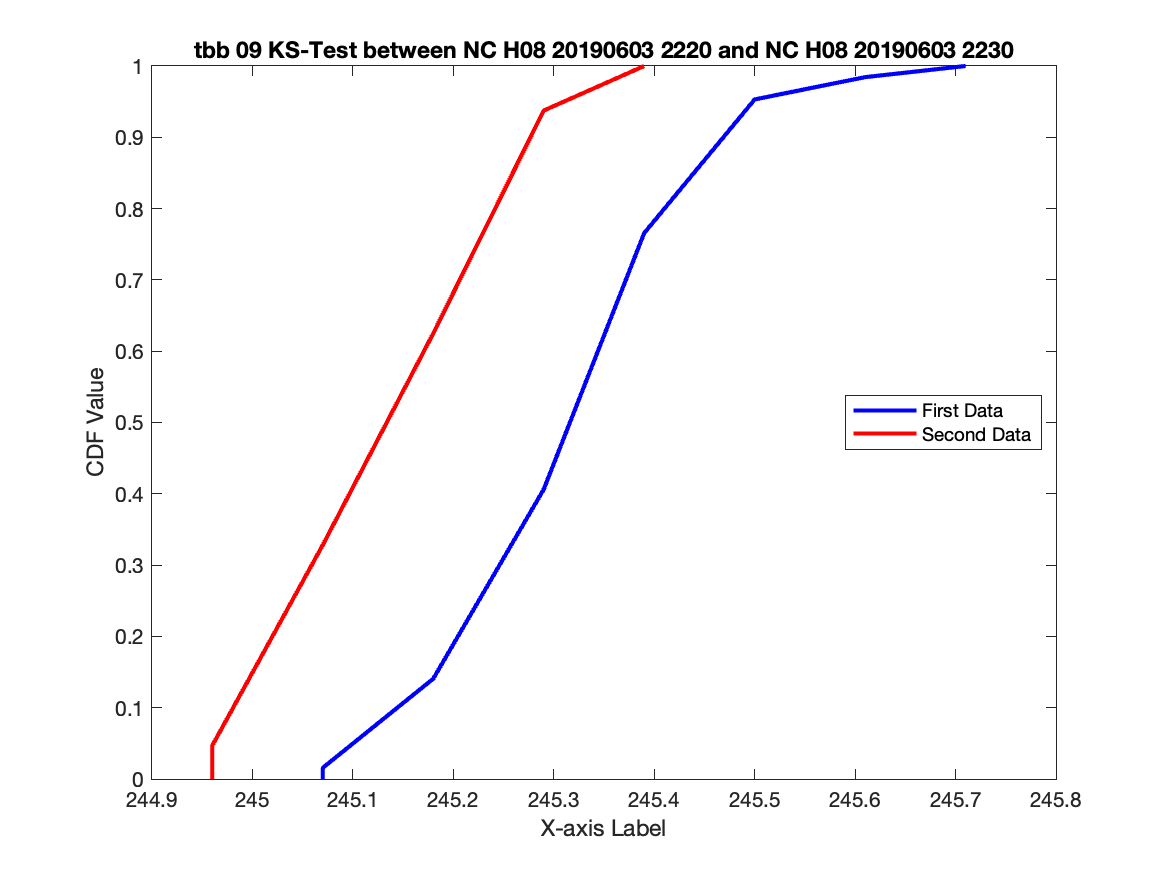 tbb 09 KS-Test between NC H08 20190603 2220 and NC H08 20190603 2230
1
0.9
0.8
0.7
0.6
0.5
0.4
0.3
0.2
0.1
0
CDF Value
First Data
Second Data
244.9 245 245.1 245.2 245.3 245.4 245.5 245.6 245.7 245.8
X-axis Label